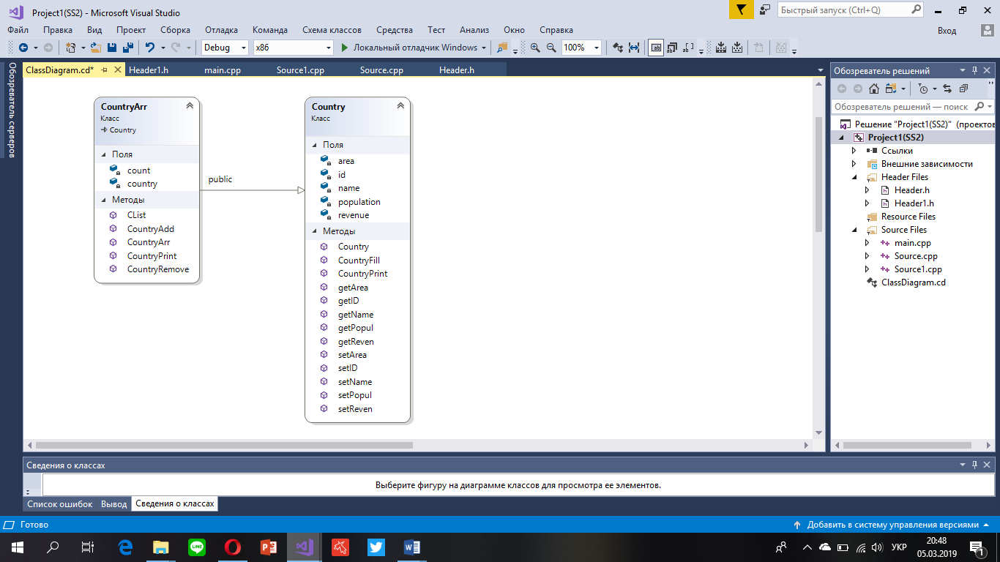 Project1(SS2) - Microsoft Visual Studio
Быстрый запуск (Ctrl+Q)
Файл Правка Вид Проект Сборка Отладка Команда Схема классов Средства Тест Анализ Окно Справка Вход
Debug x86 Локальный отладчик Windows 100%
Обозреватель серверов
ClassDiagram.cd* Header1.h main.cpp Source1.cpp Source.cpp Header.h
CountryArr
Класс
Country
Поля
count
country
Методы
CList
CountryAdd
CountryArr
CountryPrint
CountryRemove
public
Country
Класс
Поля
area
id
name
population
revenue
Методы
Country
CountryFill
CountryPrint
getArea
getID
getName
getPopul
getReven
setArea
setID
setName
setPopul
setReven
Обозреватель решений
Обозреватель решений — поиск
Решение "Project1(SS2)" (проектов
Project1(SS2)
Ссылки
Внешние зависимости
Header Files
Header.h
Header1.h
Resource Files
Source Files
main.cpp
Source.cpp
Source1.cpp
ClassDiagram.cd
Сведения о классах
Выберите фигуру на диаграмме классов для просмотра ее элементов.
Список ошибок Вывод Сведения о классах
Готово
Добавить в систему управления версиями
LINE
УКР
20:48
05.03.2019
1